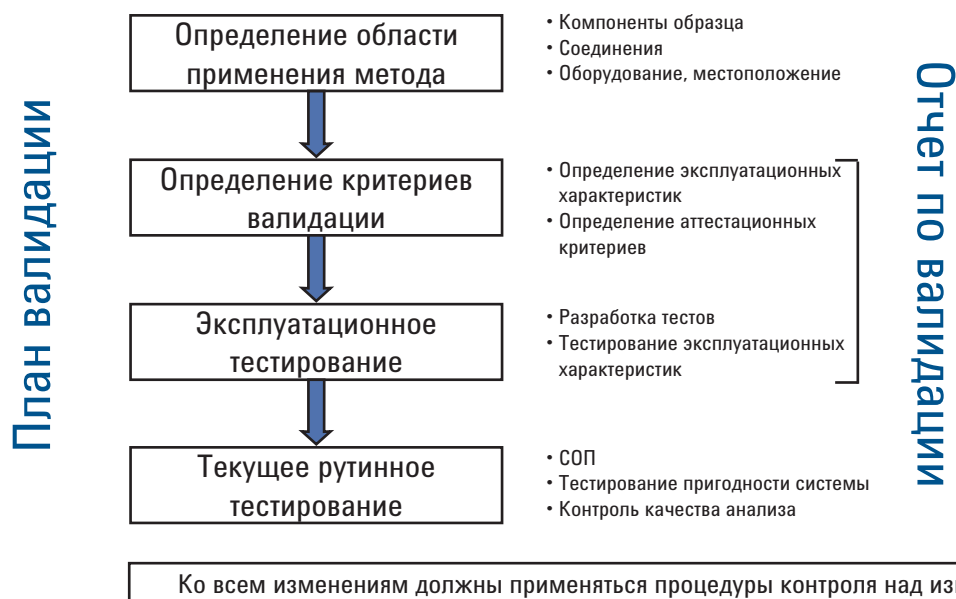 План валидации
Определение области
применения метода
• Компоненты образца
• Соединения
• Оборудование, местоположение
Определение критериев
валидации
• Определение эксплуатационных
характеристик
• Определение аттестационных
критериев
Эксплуатационное
тестирование
• Разработка тестов
• Тестирование эксплуатационных
характеристик
Текущее рутинное
тестирование
• СОП
• Тестирование пригодности системы
• Контроль качества анализа
Отчет по валидации
Ко всем изменениям должны применяться процедуры контроля над